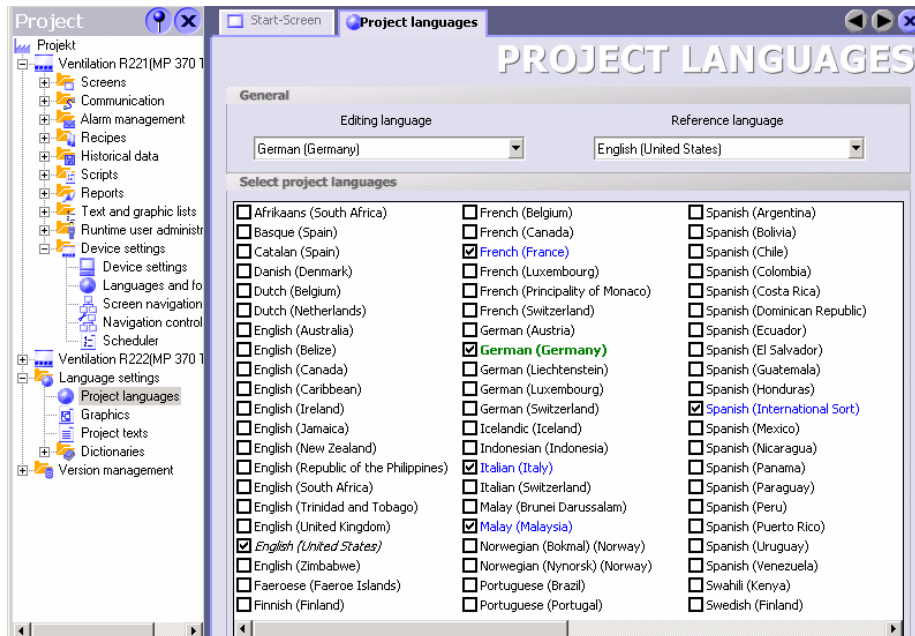 Project
Projekt
Ventilation R221(MP 370 1
Screens
Communication
Alarm management
Recipes
Historical data
Scripts
Reports
Text and graphic lists
Runtime user administr
Device settings
Device settings
Languages and fo
Screen navigation
Navigation control
Scheduler
Ventilation R222(MP 370 1
Language settings
Project languages
Graphics
Project texts
Dictionaries
Version management
Start-Screen
Project languages
PROJECT LANGUAGES
General
Editing language
Reference language
German (Germany)
English (United States)
Select project languages
Afrikaans (South Africa)
Basque (Spain)
Catalan (Spain)
Danish (Denmark)
Dutch (Belgium)
Dutch (Netherlands)
English (Australia)
English (Belize)
English (Canada)
English (Caribbean)
English (Ireland)
English (Jamaica)
English (New Zealand)
English (Republic of the Philippines)
English (South Africa)
English (Trinidad and Tobago)
English (United Kingdom)
English (United States)
English (Zimbabwe)
Faeroese (Faeroe Islands)
Finnish (Finland)
French (Belgium)
French (Canada)
French (France)
French (Luxembourg)
French (Principality of Monaco)
French (Switzerland)
German (Austria)
German (Germany)
German (Liechtenstein)
German (Luxembourg)
German (Switzerland)
Icelandic (Iceland)
Indonesian (Indonesia)
Italian (Italy)
Italian (Switzerland)
Malay (Brunei Darussalam)
Malay (Malaysia)
Norwegian (Bokmal) (Norway)
Norwegian (Nynorsk) (Norway)
Portuguese (Brazil)
Portuguese (Portugal)
Spanish (Argentina)
Spanish (Bolivia)
Spanish (Chile)
Spanish (Colombia)
Spanish (Costa Rica)
Spanish (Dominican Republic)
Spanish (Ecuador)
Spanish (El Salvador)
Spanish (Guatemala)
Spanish (Honduras)
Spanish (International Sort)
Spanish (Mexico)
Spanish (Nicaragua)
Spanish (Panama)
Spanish (Paraguay)
Spanish (Peru)
Spanish (Puerto Rico)
Spanish (Uruguay)
Spanish (Venezuela)
Swahili (Kenya)
Swedish (Finland)